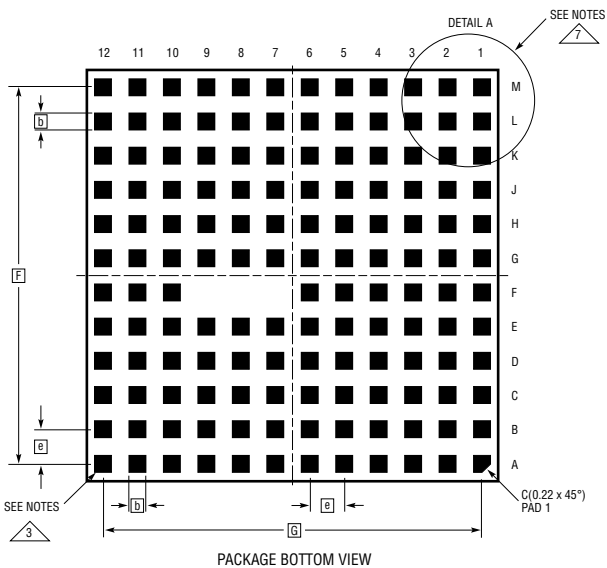 SEE NOTES
7
DETAIL A
12 11 10 9 8 7 6 5 4 3 2 1
M
b
L
K
J
H
G
F
F
E
D
C
B
e
A
SEE NOTES
3
b
e
C(0.22 x 45°)
PAD 1
G
PACKAGE BOTTOM VIEW